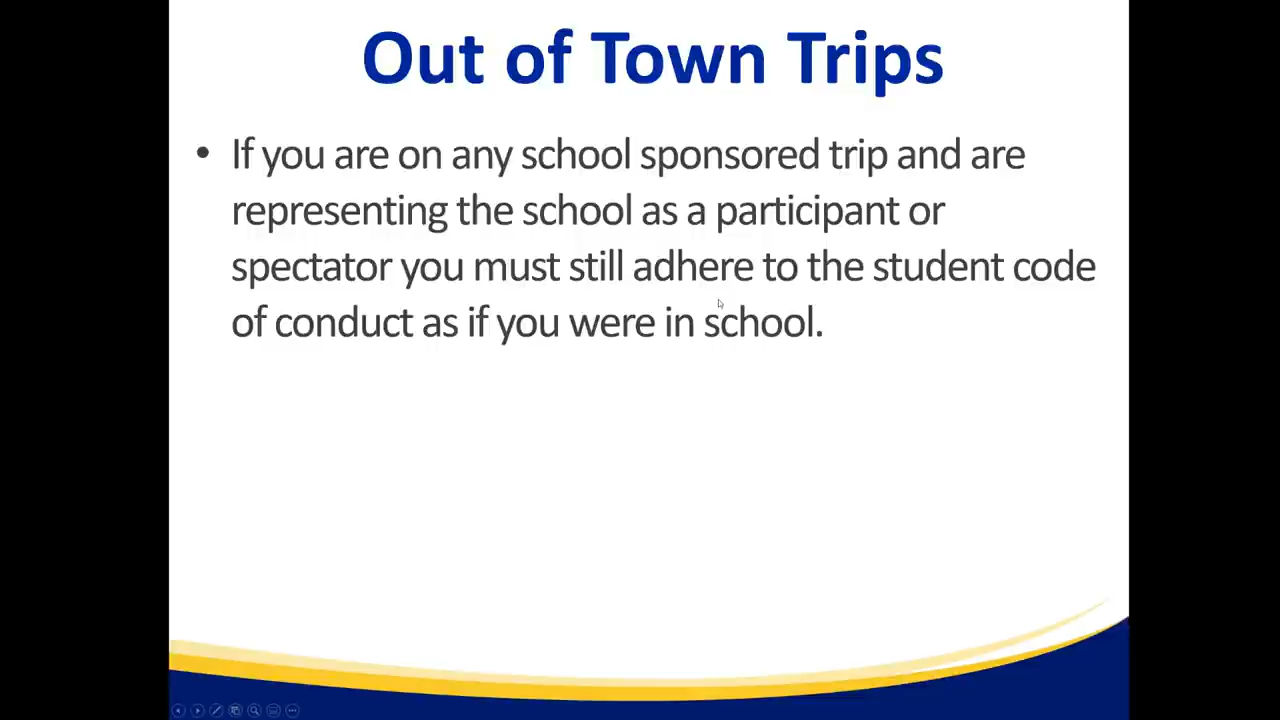 Out of Town Trips
• If you are on any school sponsored trip and are
representing the school as a participant or
spectator you must still adhere to the student code
of conduct as if you were in school.